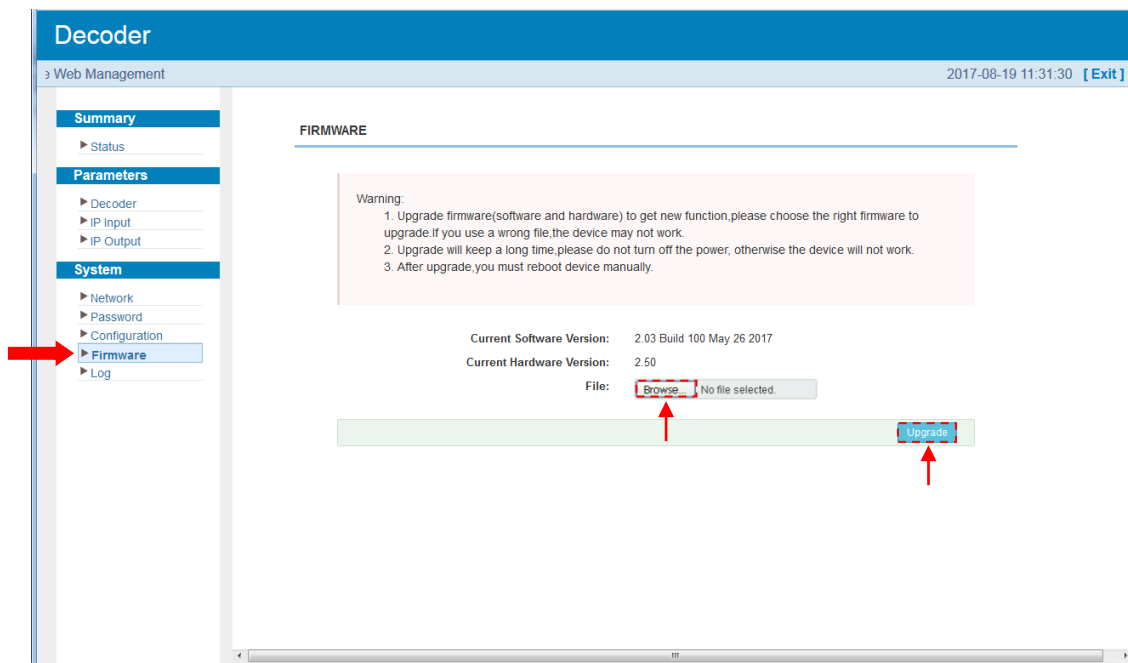 Decoder
e Web Management
2017-08-19 11:31:30 [ Exit ]
Summary
Status
Parameters
Decoder
IP Input
IP Output
System
Network
Password
Configuration
Firmware
Log
FIRMWARE
Warning:
1. Upgrade firmware(software and hardware) to get new function,please choose the right firmware to
upgrade.If you use a wrong file,the device may not work.
2. Upgrade will keep a long time,please do not turn off the power, otherwise the device will not work.
3. After upgrade,you must reboot device manually.
Current Software Version: 2.03 Build 100 May 26 2017
Current Hardware Version: 2.50
File: Browse... No file selected.
Upgrade